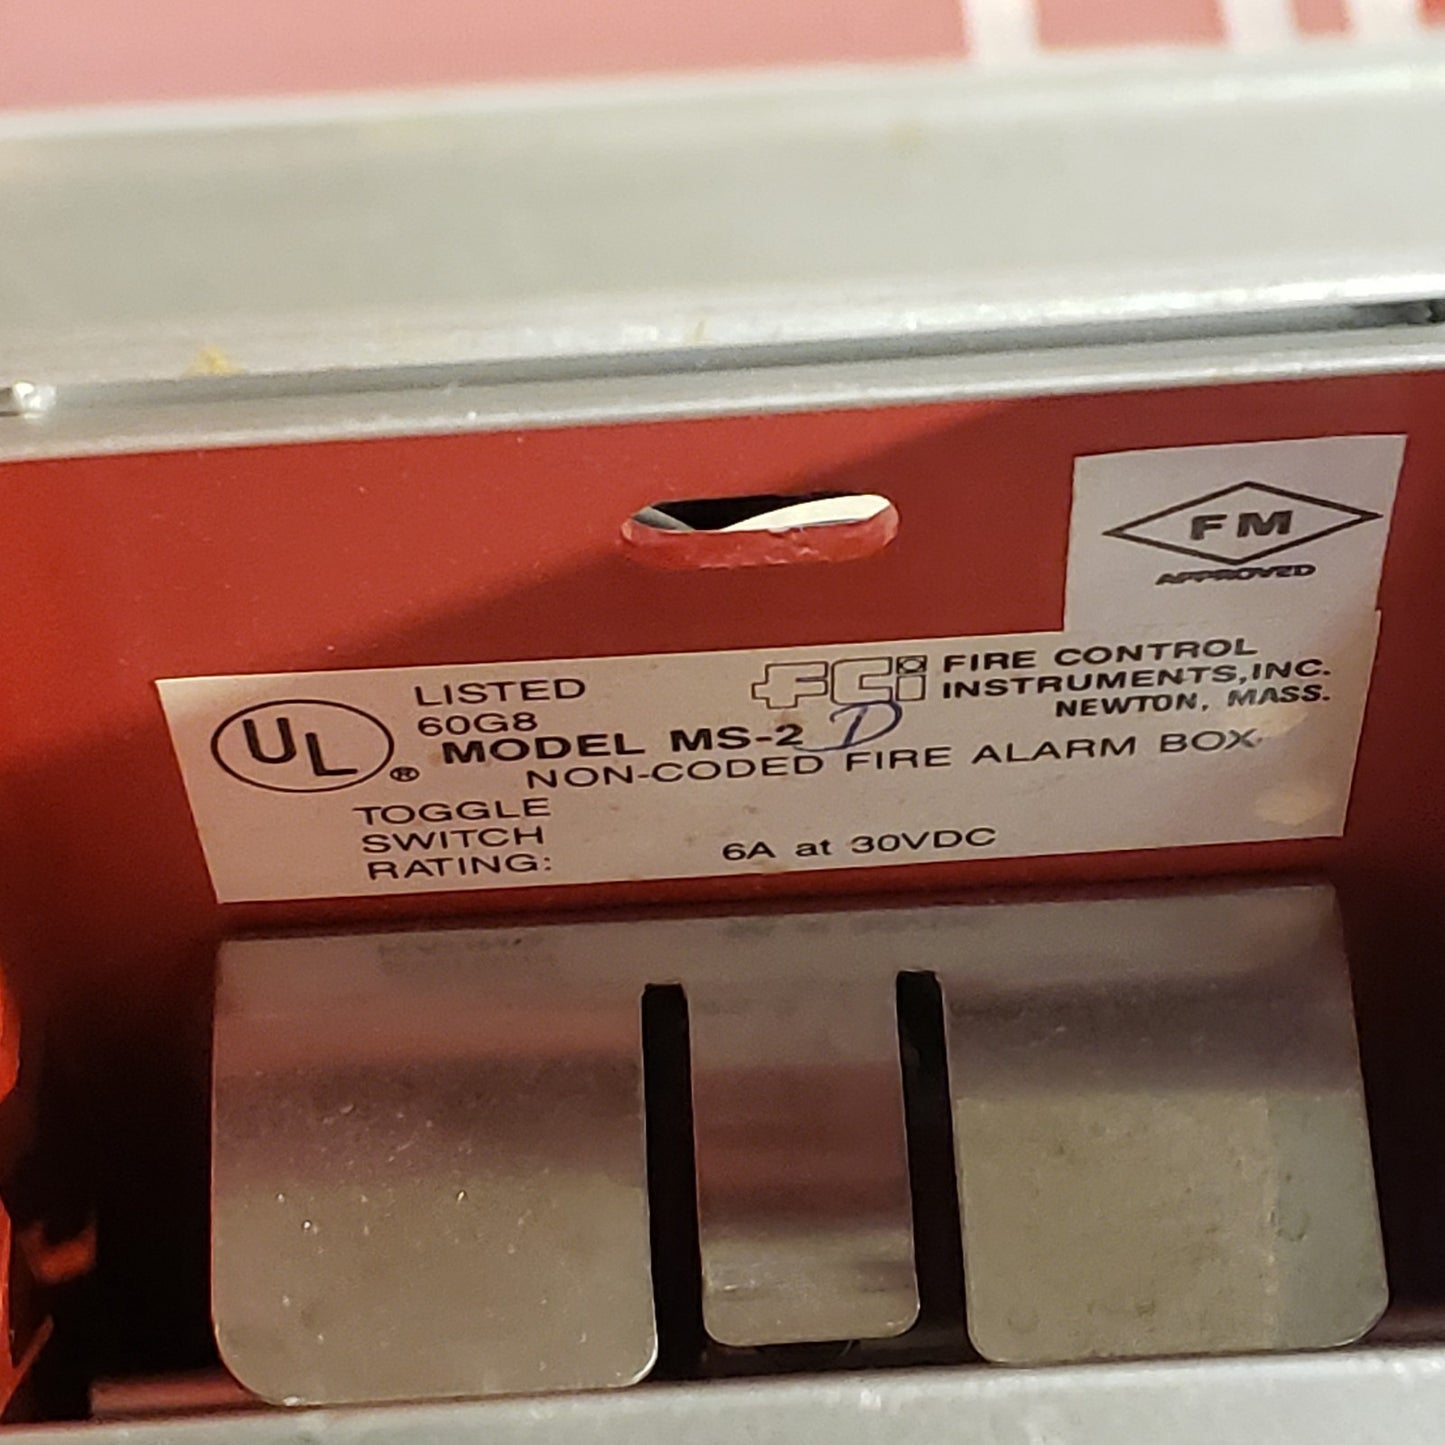 FM
APPROVED
FCi FIRE CONTROL
INSTRUMENTS, INC.
NEWTON, MASS.
UL ® LISTED
60G8
MODEL MS-2 D
NON-CODED FIRE ALARM BOX
TOGGLE
SWITCH
RATING: 6A at 30VDC